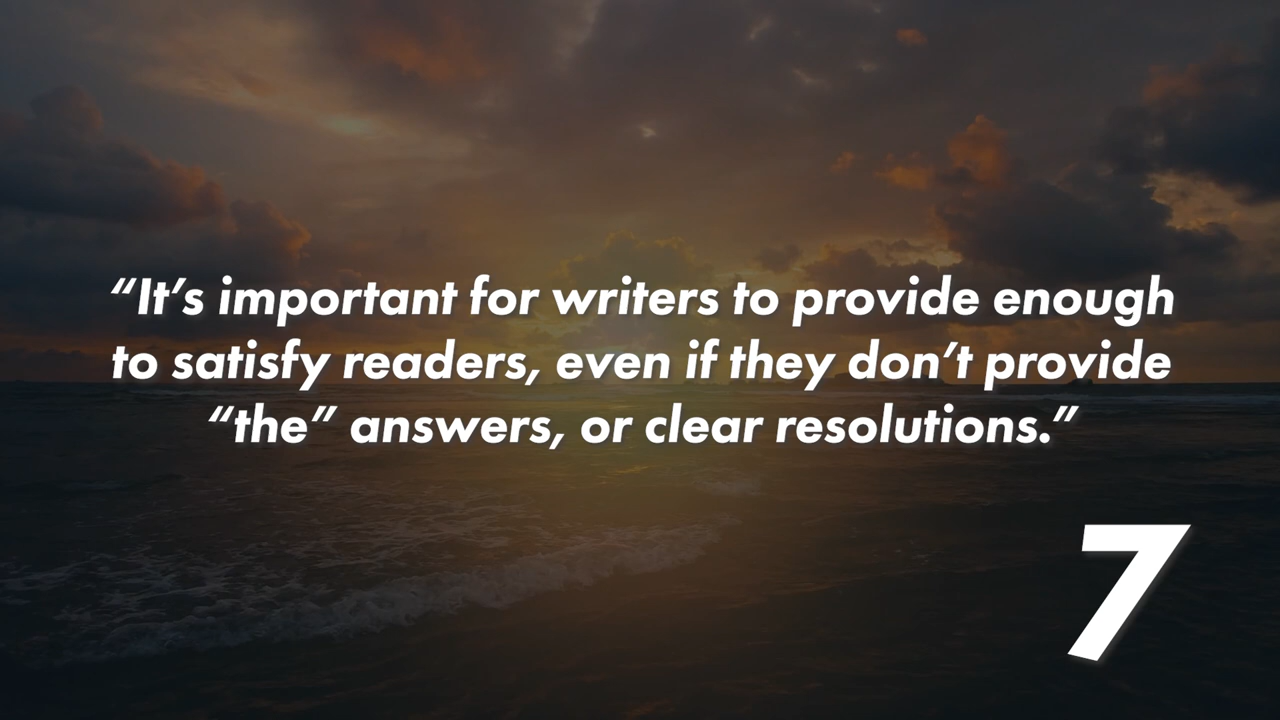 “It’s important for writers to provide enough
to satisfy readers, even if they don’t provide
“the” answers, or clear resolutions.”
7